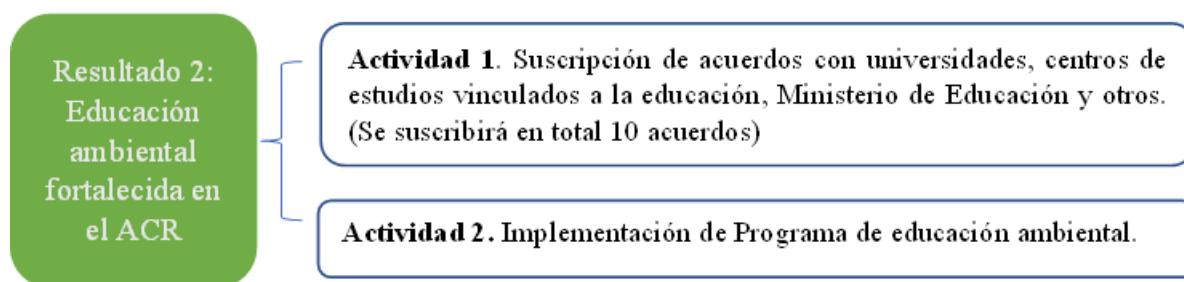 Resultado 2:
Educación
ambiental
fortalecida en
el ACR
Actividad 1. Suscripción de acuerdos con universidades, centros de
estudios vinculados a la educación, Ministerio de Educación y otros.
(Se suscribirá en total 10 acuerdos)
Actividad 2. Implementación de Programa de educación ambiental.